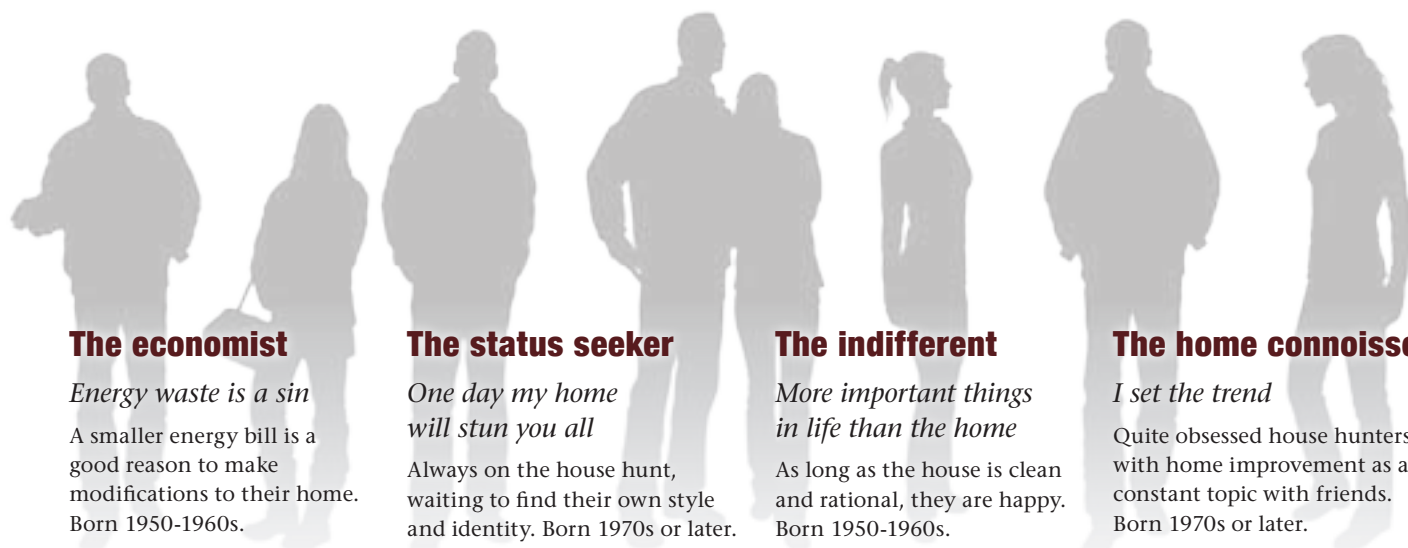 The economist
Energy waste is a sin
A smaller energy bill is a
good reason to make
modifications to their home.
Born 1950-1960s.
The status seeker
One day my home
will stun you all
Always on the house hunt,
waiting to find their own style
and identity. Born 1970s or later.
The indifferent
More important things
in life than the home
As long as the house is clean
and rational, they are happy.
Born 1950-1960s.
The home
I set the trend
Quite obsessed house hunters
with home improvement as a
constant topic with friends.
Born 1970s or later.